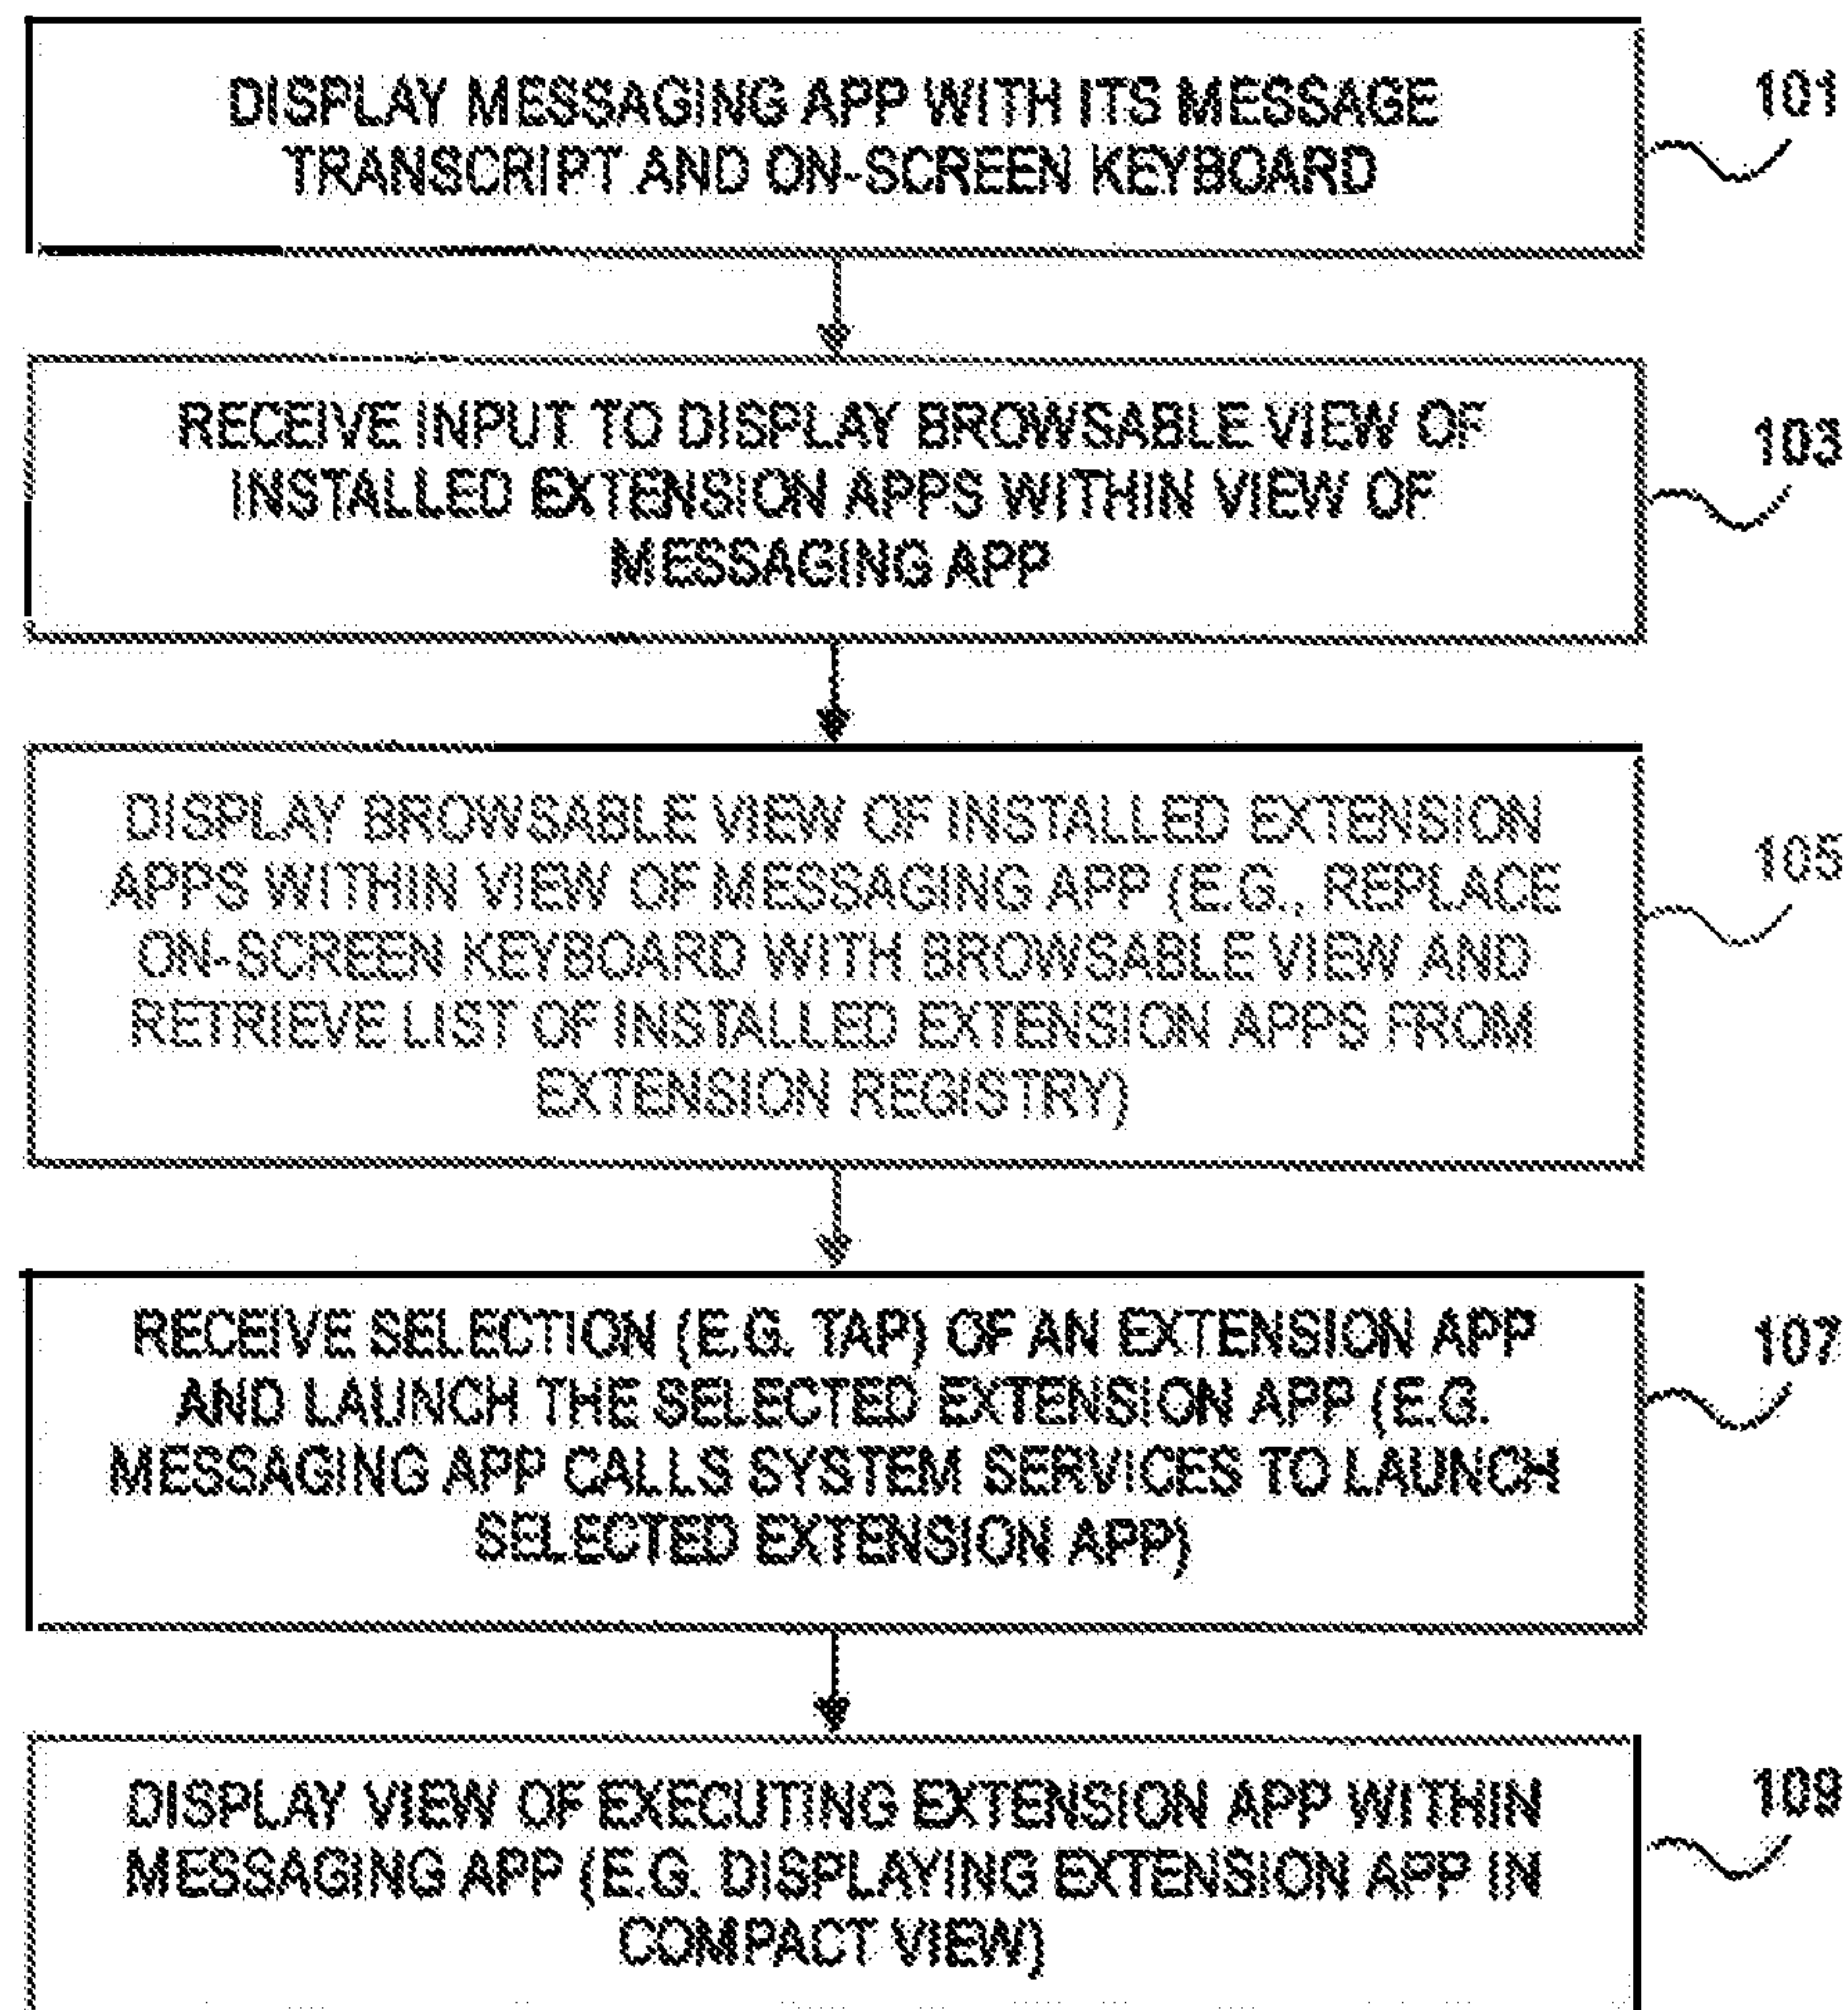 DISPLAY MESSAGING APP WITH ITS MESSAGE
TRANSCRIPT AND ON-SCREEN KEYBOARD
101
RECEIVE INPUT TO DISPLAY BROWSABLE VIEW OF
INSTALLED EXTENSION APPS WITHIN VIEW OF
MESSAGING APP
103
DISPLAY BROWSABLE VIEW OF INSTALLED EXTENSION
APPS WITHIN VIEW OF MESSAGING APP (E.G., REPLACE
ON-SCREEN KEYBOARD WITH BROWSABLE VIEW AND
RETRIEVE LIST OF INSTALLED EXTENSION APPS FROM
EXTENSION REGISTRY)
105
RECEIVE SELECTION (E.G. TAP) OF AN EXTENSION APP
AND LAUNCH THE SELECTED EXTENSION APP (E.G.
MESSAGING APP CALLS SYSTEM SERVICES TO LAUNCH
SELECTED EXTENSION APP)
107
DISPLAY VIEW OF EXECUTING EXTENSION APP WITHIN
MESSAGING APP (E.G. DISPLAYING EXTENSION APP IN
COMPACT VIEW)
109